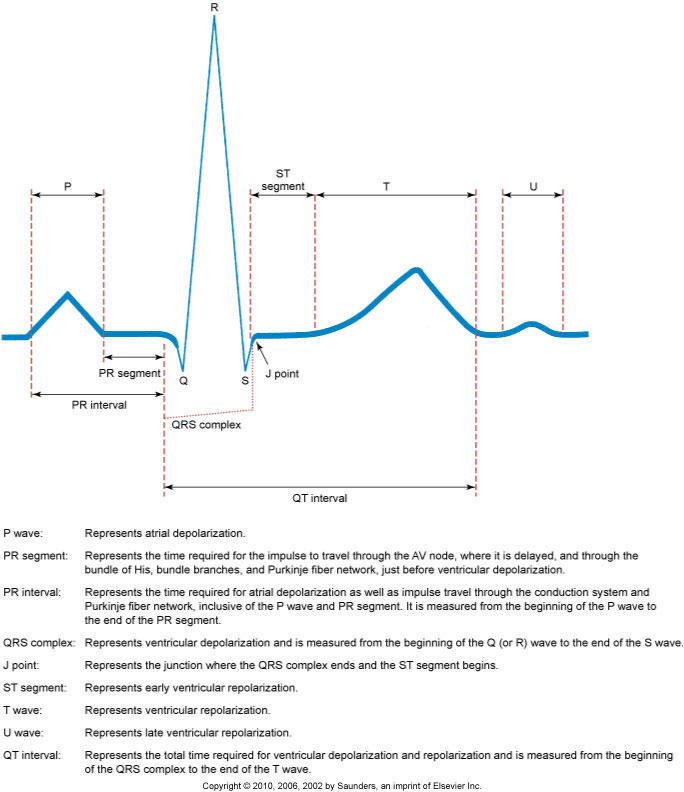 R
P
ST
segment
T
U
PR segment
Q
S
J point
PR interval
QRS complex
QT interval
P wave: Represents atrial depolarization.
PR segment: Represents the time required for the impulse to travel through the AV node, where it is delayed, and through the
bundle of His, bundle branches, and Purkinje fiber network, just before ventricular depolarization.
PR interval: Represents the time required for atrial depolarization as well as impulse travel through the conduction system and
Purkinje fiber network, inclusive of the P wave and PR segment. It is measured from the beginning of the P wave to
the end of the PR segment.
QRS complex: Represents ventricular depolarization and is measured from the beginning of the Q (or R) wave to the end of the S wave.
J point: Represents the junction where the QRS complex ends and the ST segment begins.
ST segment: Represents early ventricular repolarization.
T wave: Represents ventricular repolarization.
U wave: Represents late ventricular repolarization.
QT interval: Represents the total time required for ventricular depolarization and repolarization and is measured from the beginning
of the QRS complex to the end of the T wave.
Copyright © 2010, 2006, 2002 by Saunders, an imprint of Elsevier Inc.